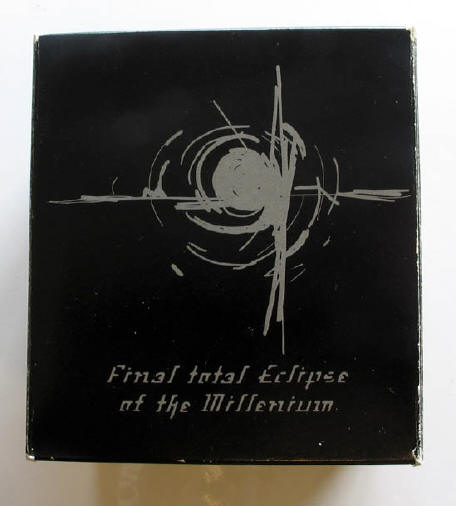 Final total Eclipse
of the Millenium